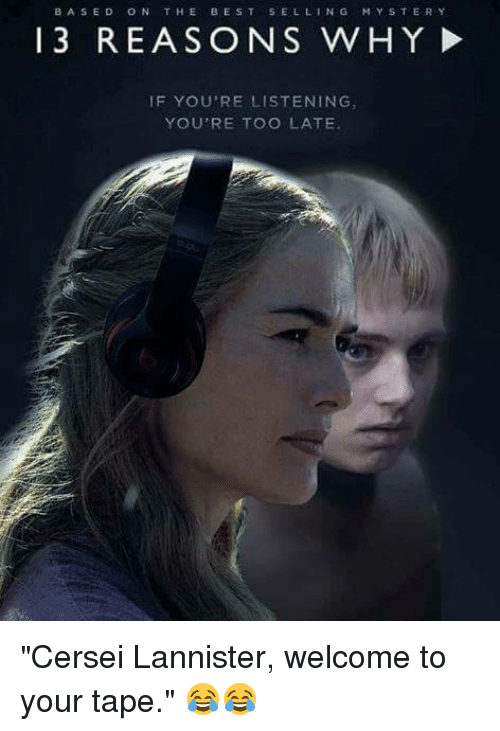 BASED ON THE BEST SELLING MYSTERY
13 REASONS WHY ▶
IF YOU'RE LISTENING,
YOU'RE TOO LATE.
"Cersei Lannister, welcome to
your tape." 😂😂